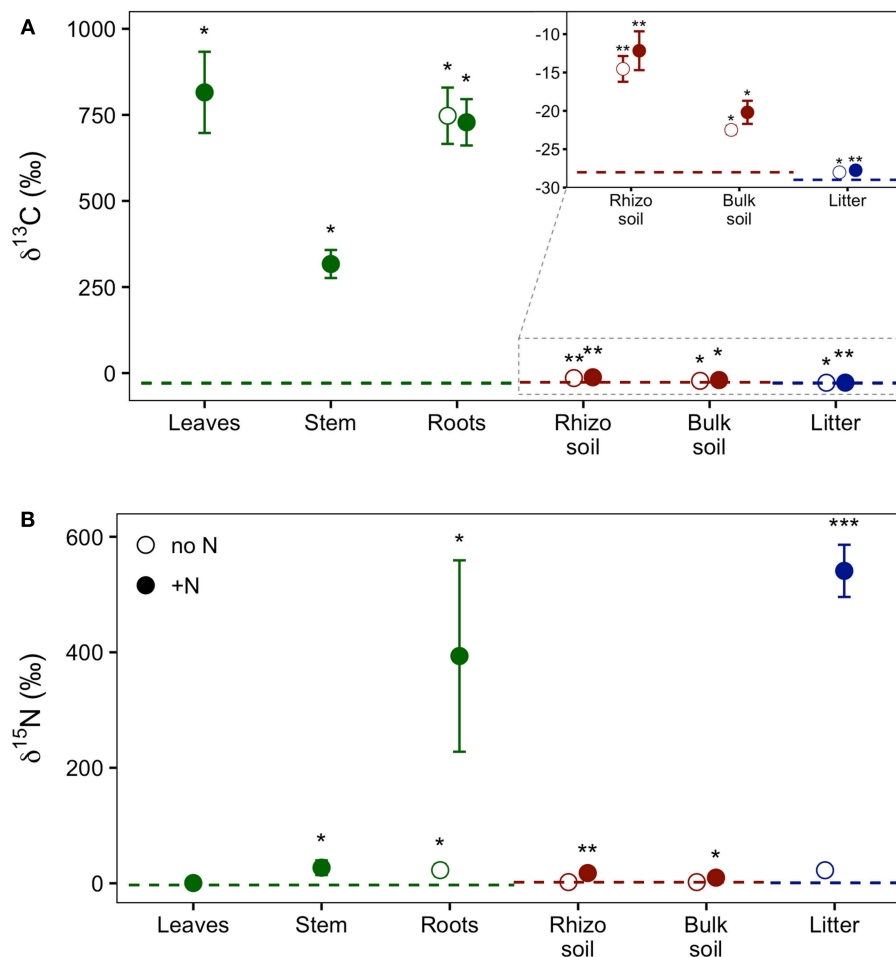 A
δ13C (‰)
1000
750
500
250
0
*
*
*
*
**
**
*
*
*
**
Leaves
Stem
Roots
Rhizo
soil
Bulk
soil
Litter
-10
-15
-20
-25
-30
**
**
*
*
*
**
Rhizo
soil
Bulk
soil
Litter
B
δ15N (‰)
600
400
200
0
no N
+N
*
*
*
**
*
***
Leaves
Stem
Roots
Rhizo
soil
Bulk
soil
Litter